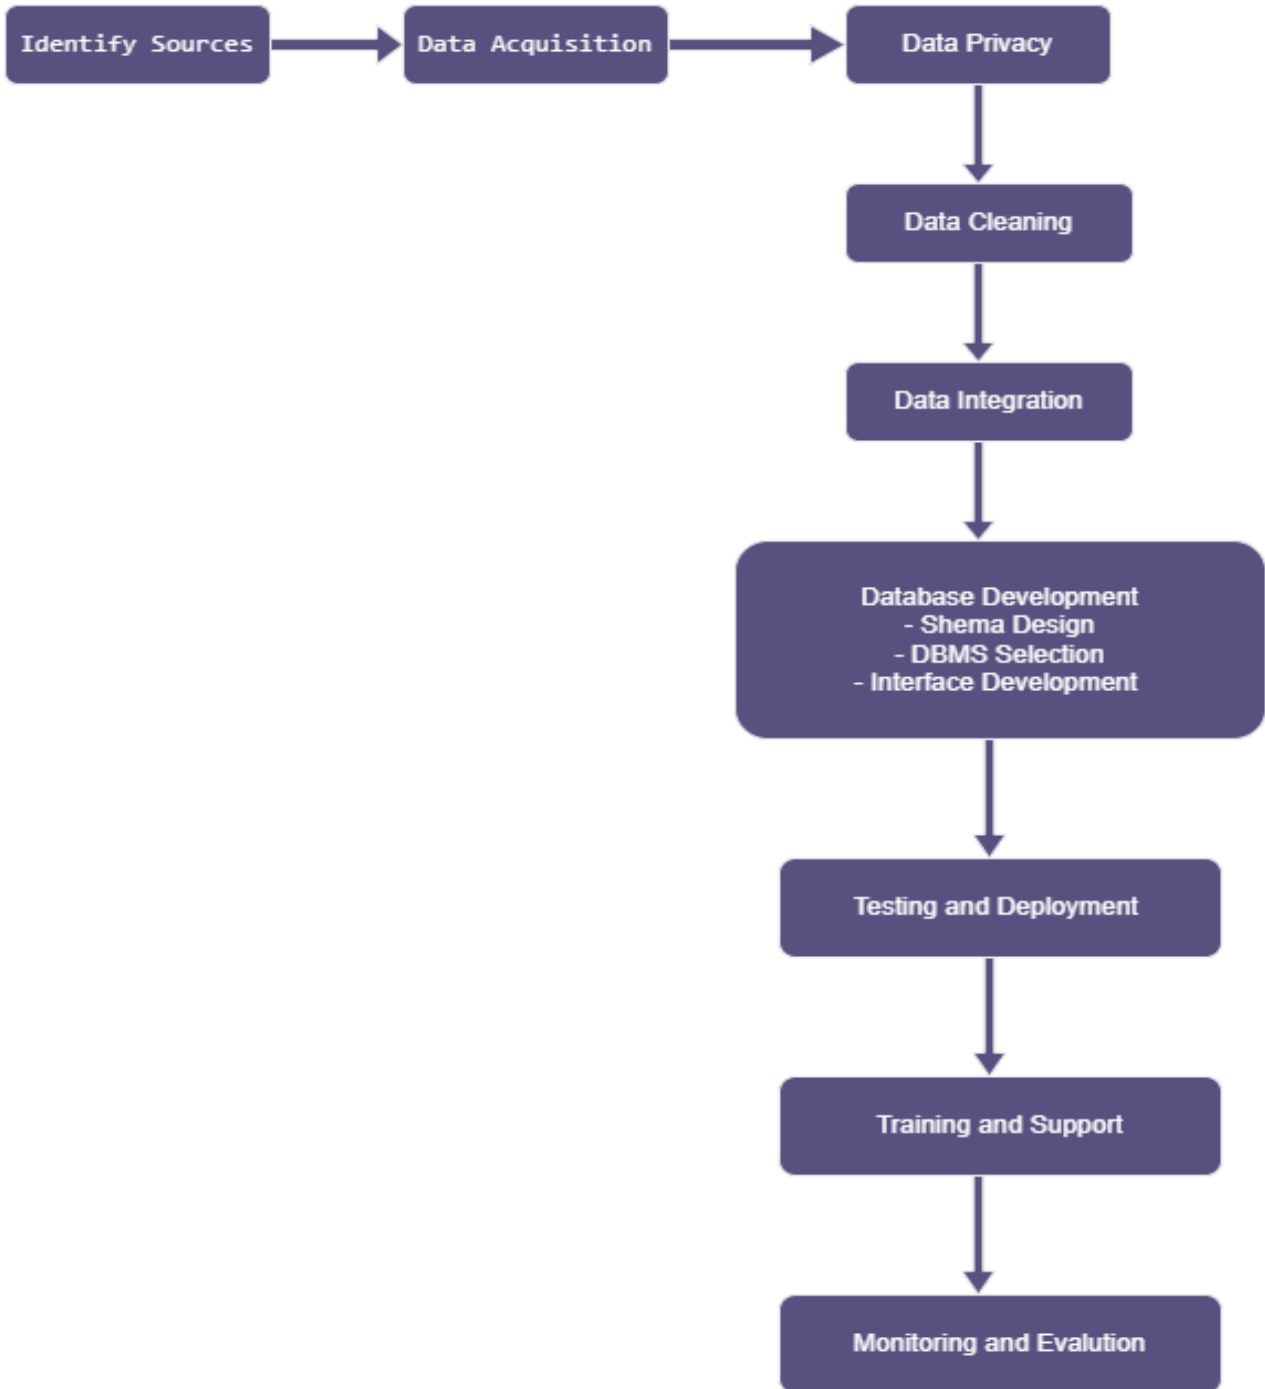 Identify Sources
Data Acquisition
Data Privacy
Data Cleaning
Data Integration
Database Development
- Shema Design
- DBMS Selection
- Interface Development
Testing and Deployment
Training and Support
Monitoring and Evalution